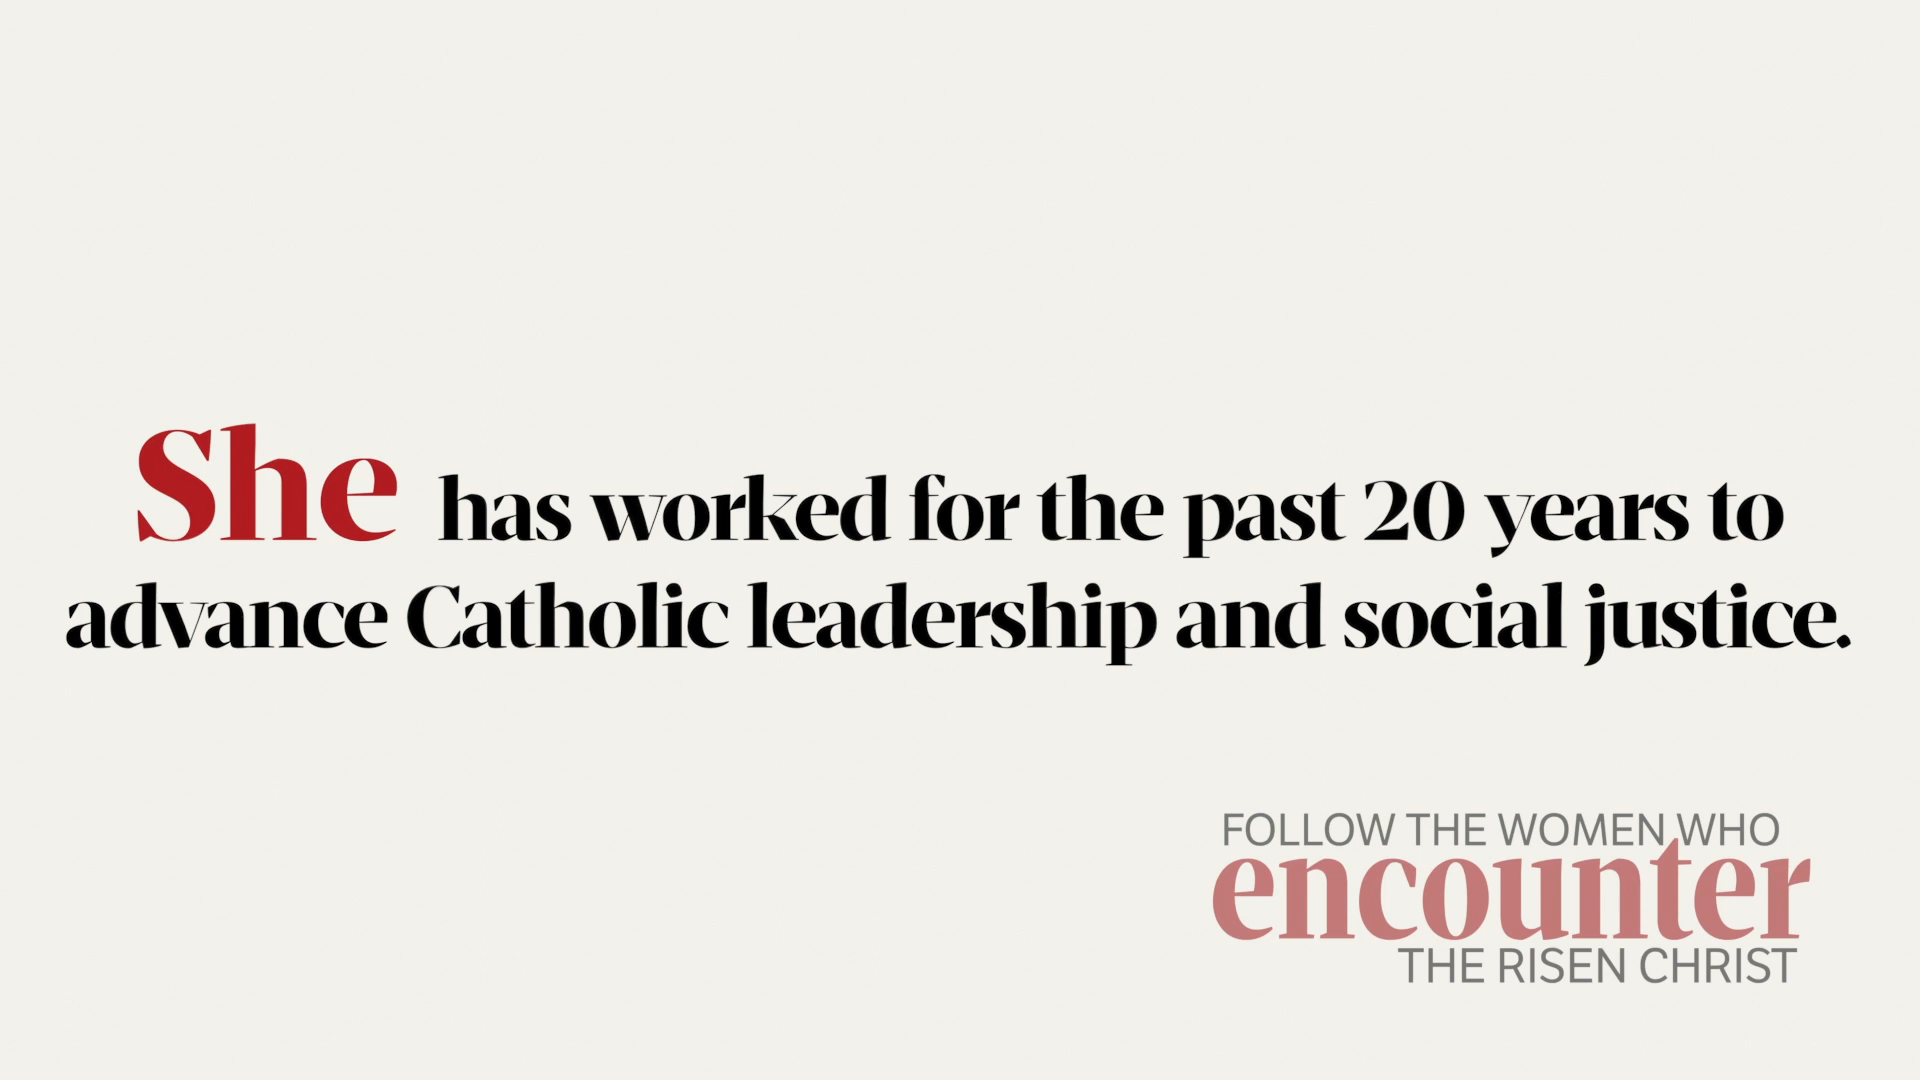 She has worked for the past 20 years to
advance Catholic leadership and social justice.
FOLLOW THE WOMEN WHO
encounter
THE RISEN CHRIST